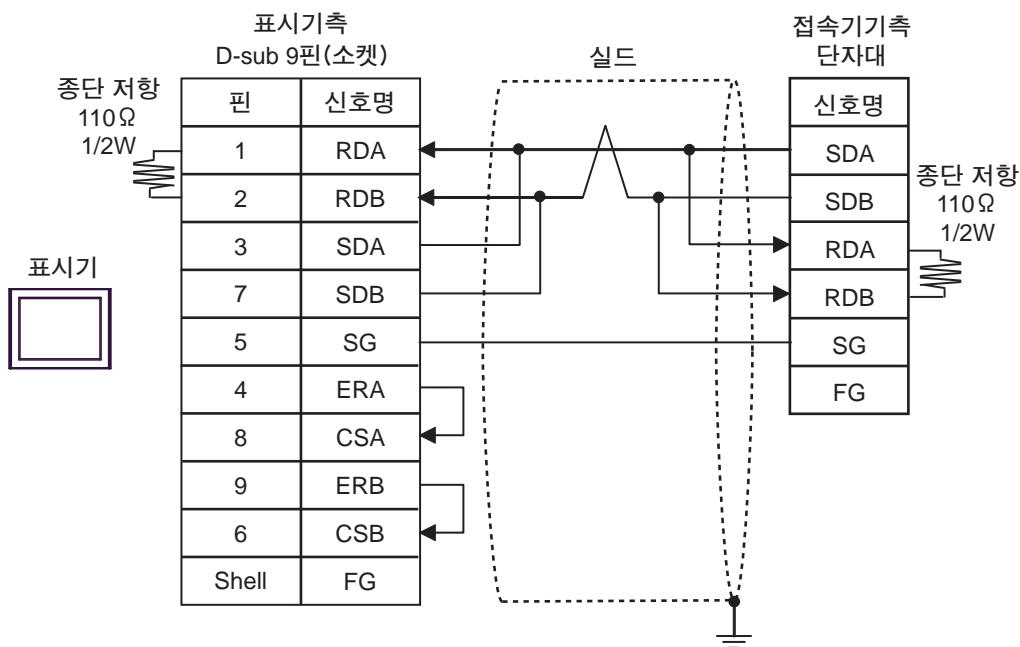 표시기측
D-sub 9핀(소켓)
종단 저항
110Ω
1/2W
핀 신호명
1 RDA
2 RDB
3 SDA
7 SDB
5 SG
4 ERA
8 CSA
9 ERB
6 CSB
Shell FG
표시기
실드
접속기기측
단자대
신호명
SDA
SDB
RDA
RDB
SG
FG
종단 저항
110Ω
1/2W